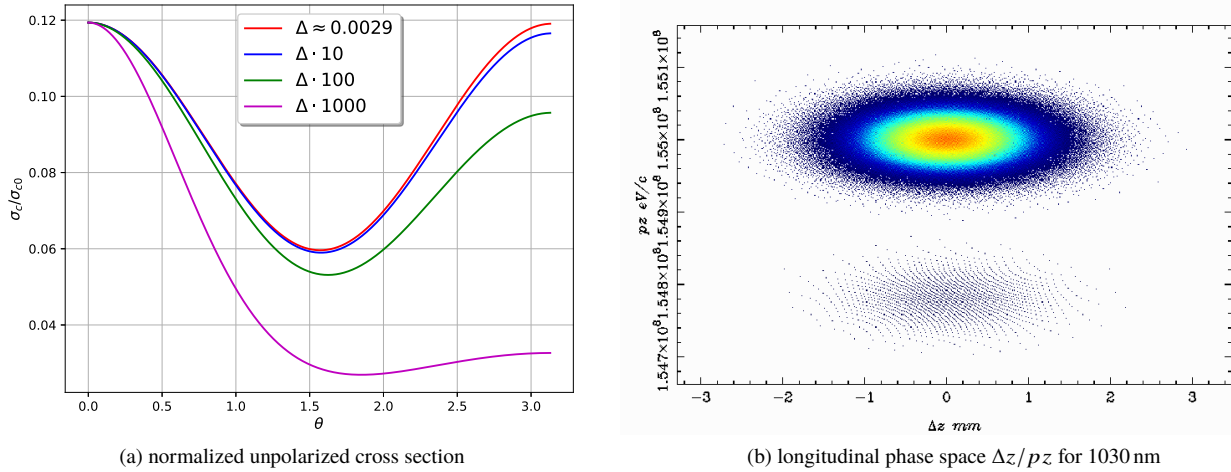 0.12
0.10
0.08
0.06
0.04
σc/σc0
Δ ≈ 0.0029
Δ · 10
Δ · 100
Δ · 1000
0.0 0.5 1.0 1.5 2.0 2.5 3.0
θ
(a) normalized unpolarized cross section
pz eV/c
1.547×10⁸ 1.548×10⁸ 1.549×10⁸ 1.55×10⁸ 1.551×10⁸
−3 −2 −1 0 1 2 3
Δz mm
(b) longitudinal phase space Δz/pz for 1030 nm